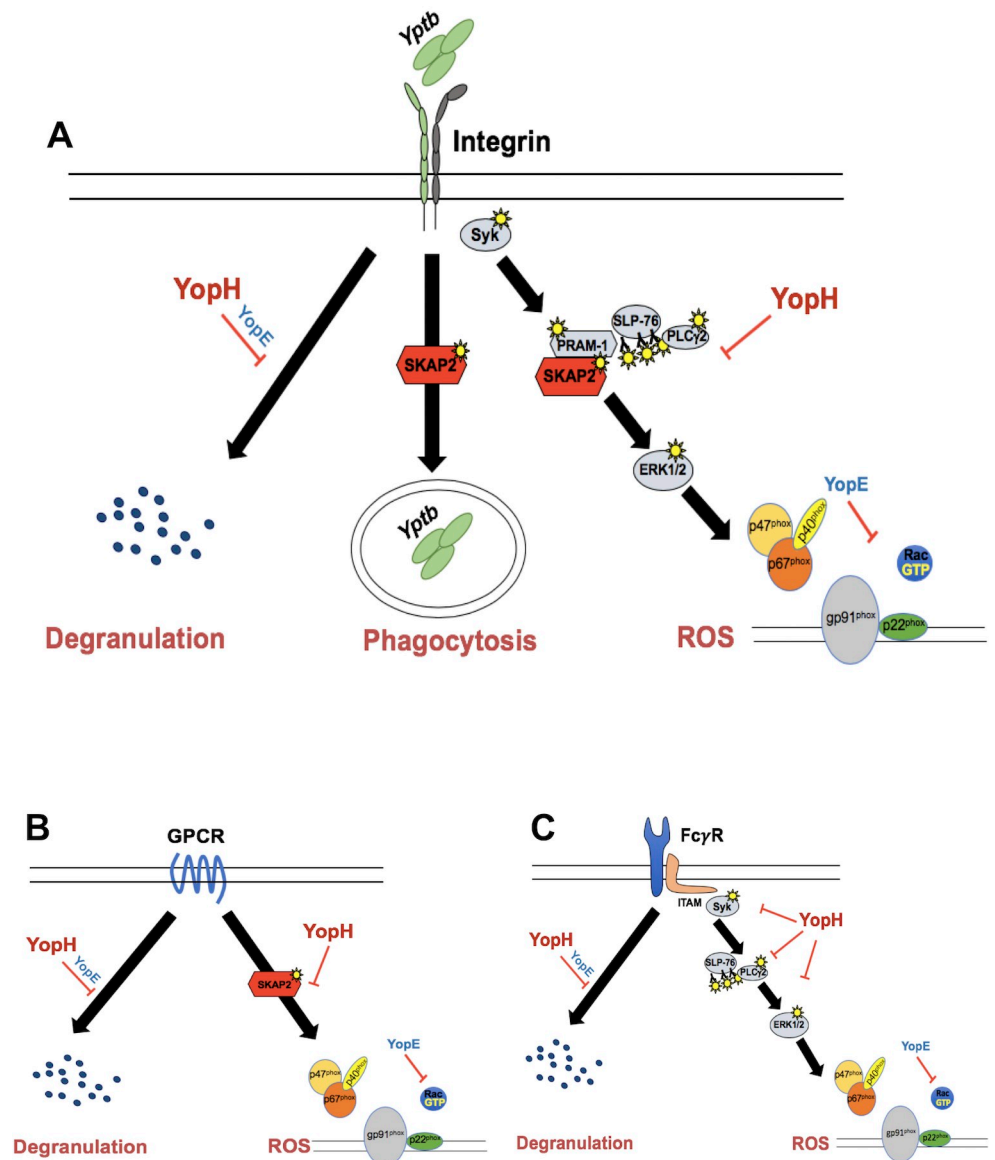 Yptb
A
Integrin
Syk
YopH
YopE
YopH
SLP-76
PLCγ2
PRAM-1
SKAP2
SKAP2
ERK1/2
YopE
p47phox
p40phox
p67phox
Rac
GTP
Yptb
gp91phox
p22phox
Degranulation
Phagocytosis
ROS
B
GPCR
YopH
YopE
YopH
SKAP2
YopE
p47phox
p40phox
p67phox
Rac
GTP
gp91phox
p22phox
Degranulation
ROS
C
FcγR
ITAM
Syk
YopH
YopH
YopE
SLP-76
PLCγ2
ERK1/2
YopE
p47phox
p40phox
p67phox
Rac
GTP
gp91phox
p22phox
Degranulation
ROS